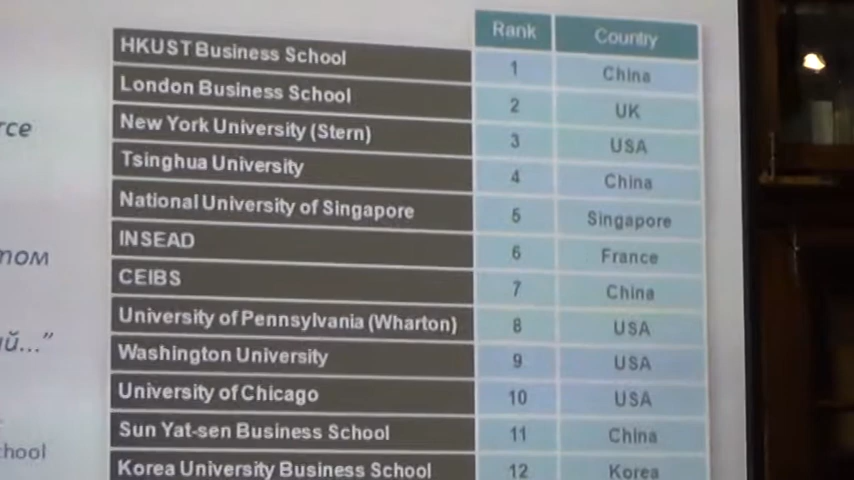 Rank Country
HKUST Business School 1 China
London Business School 2 UK
New York University (Stern) 3 USA
Tsinghua University 4 China
National University of Singapore 5 Singapore
INSEAD 6 France
CEIBS 7 China
University of Pennsylvania (Wharton) 8 USA
Washington University 9 USA
University of Chicago 10 USA
Sun Yat-sen Business School 11 China
Korea University Business School 12 Korea
rce
том
ий..."
chool